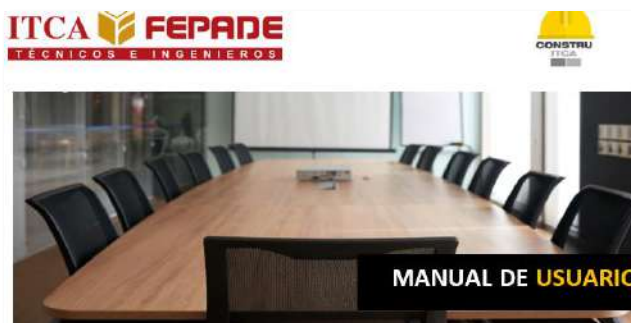 ITCA FEPADE
TÉCNICOS E INGENIEROS
CONSTRU
ITCA
MANUAL DE USUARIO